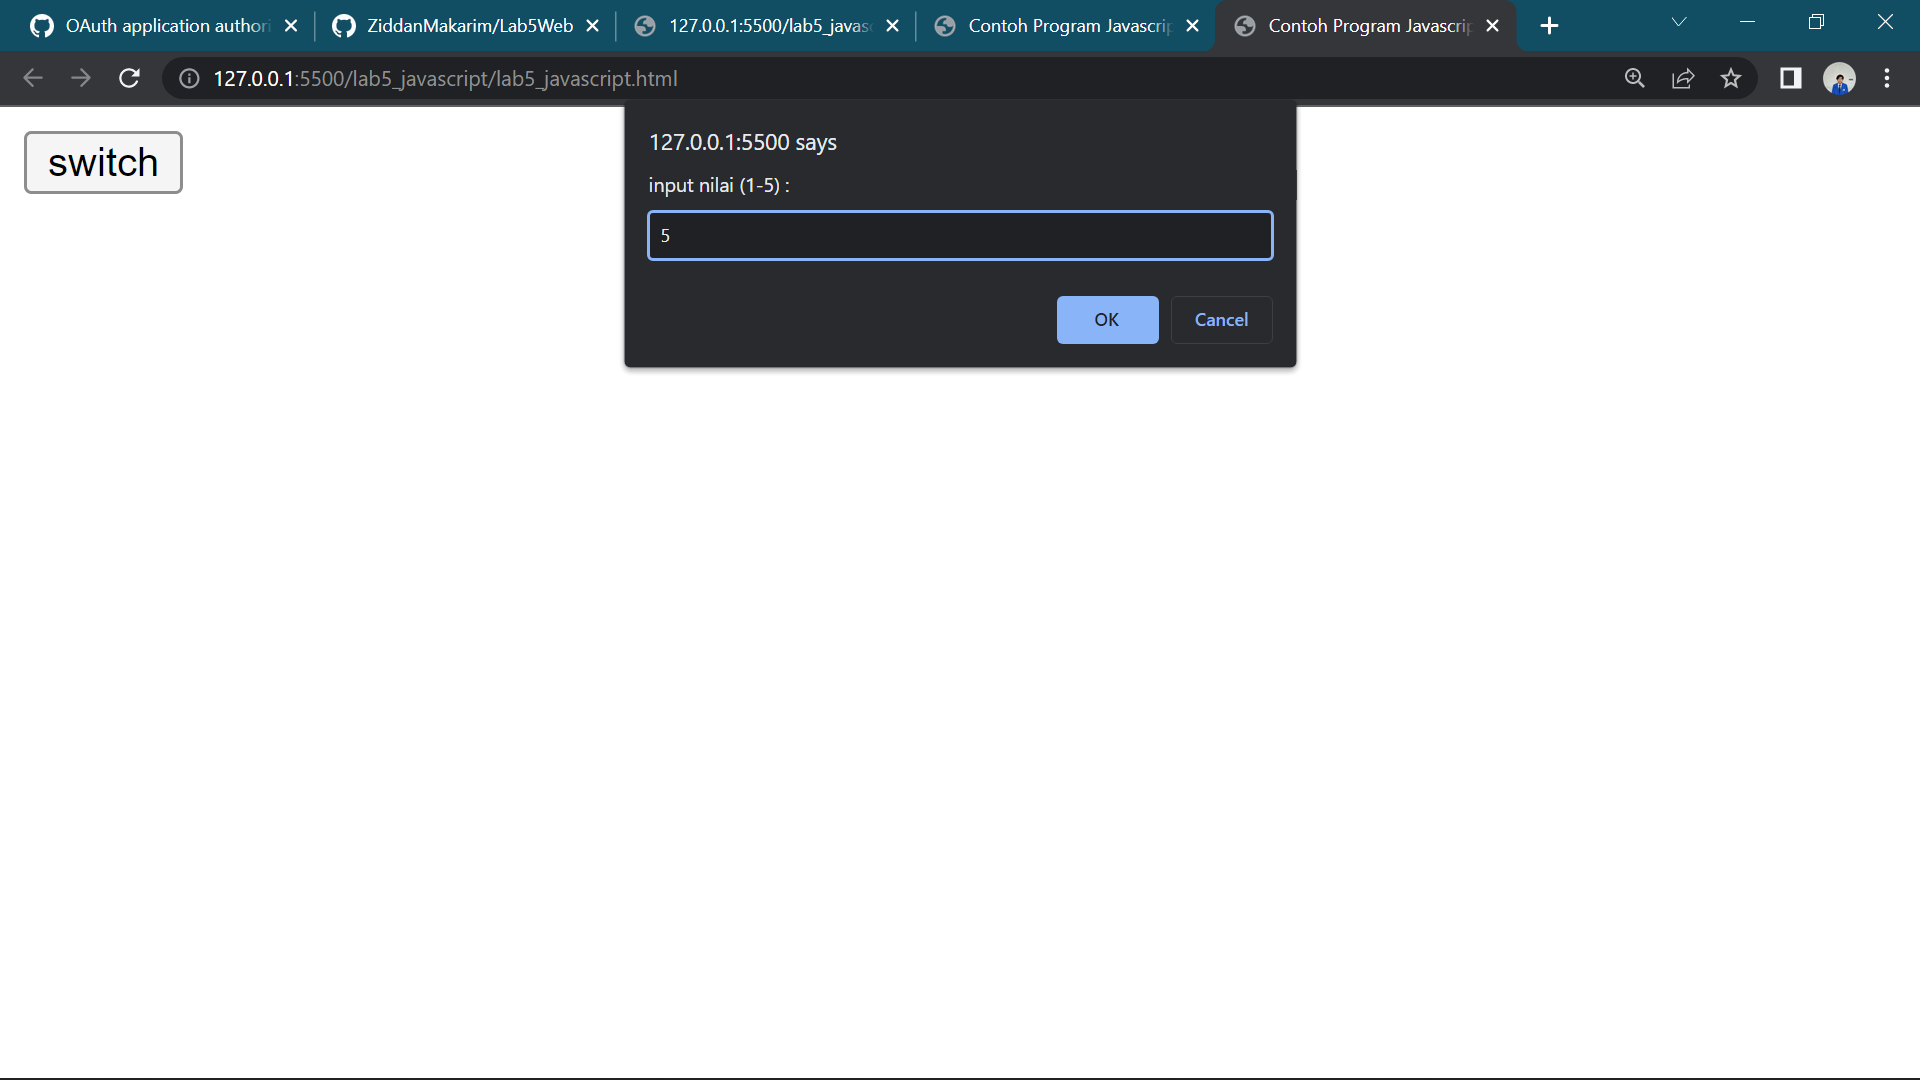 OAuth application authori
ZiddanMakarim/Lab5Web
127.0.0.1:5500/lab5_javas
Contoh Program Javascrip
Contoh Program Javascrip
127.0.0.1:5500/lab5_javascript/lab5_javascript.html
switch
127.0.0.1:5500 says
input nilai (1-5) :
5
OK
Cancel